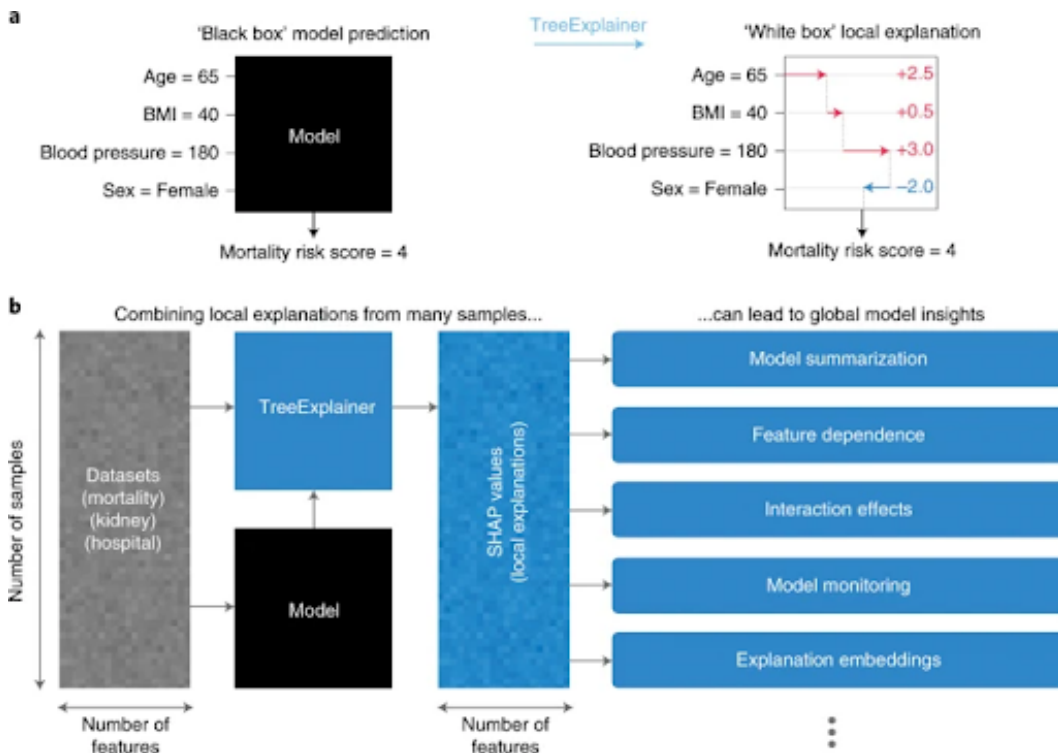 a
'Black box' model prediction
TreeExplainer
'White box' local explanation
Age = 65
BMI = 40
Blood pressure = 180
Sex = Female
Model
Mortality risk score = 4
Age = 65
BMI = 40
Blood pressure = 180
Sex = Female
+2.5
+0.5
+3.0
−2.0
Mortality risk score = 4
b
Combining local explanations from many samples...
...can lead to global model insights
Number of samples
Datasets
(mortality)
(kidney)
(hospital)
TreeExplainer
Model
SHAP values
(local explanations)
Model summarization
Feature dependence
Interaction effects
Model monitoring
Explanation embeddings
Number of
features
Number of
features